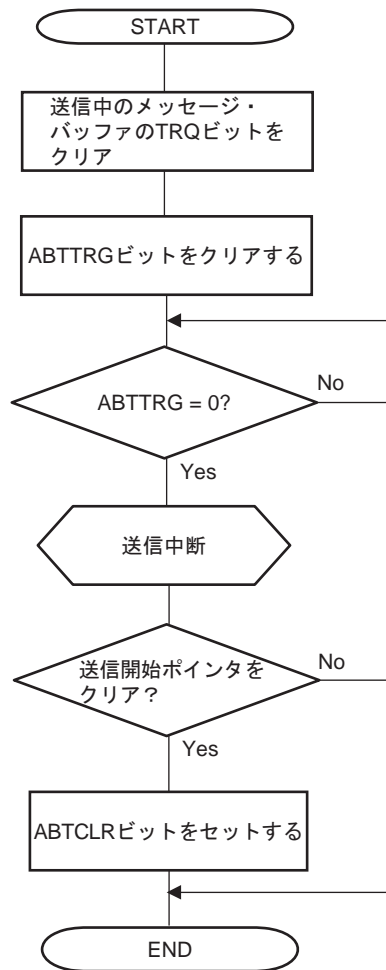 START
送信中のメッセージ・
バッファのTRQビットを
クリア
ABTTRGビットをクリアする
ABTTRG = 0?
No
Yes
送信中断
送信開始ポインタを
クリア？
No
Yes
ABTCLRビットをセットする
END